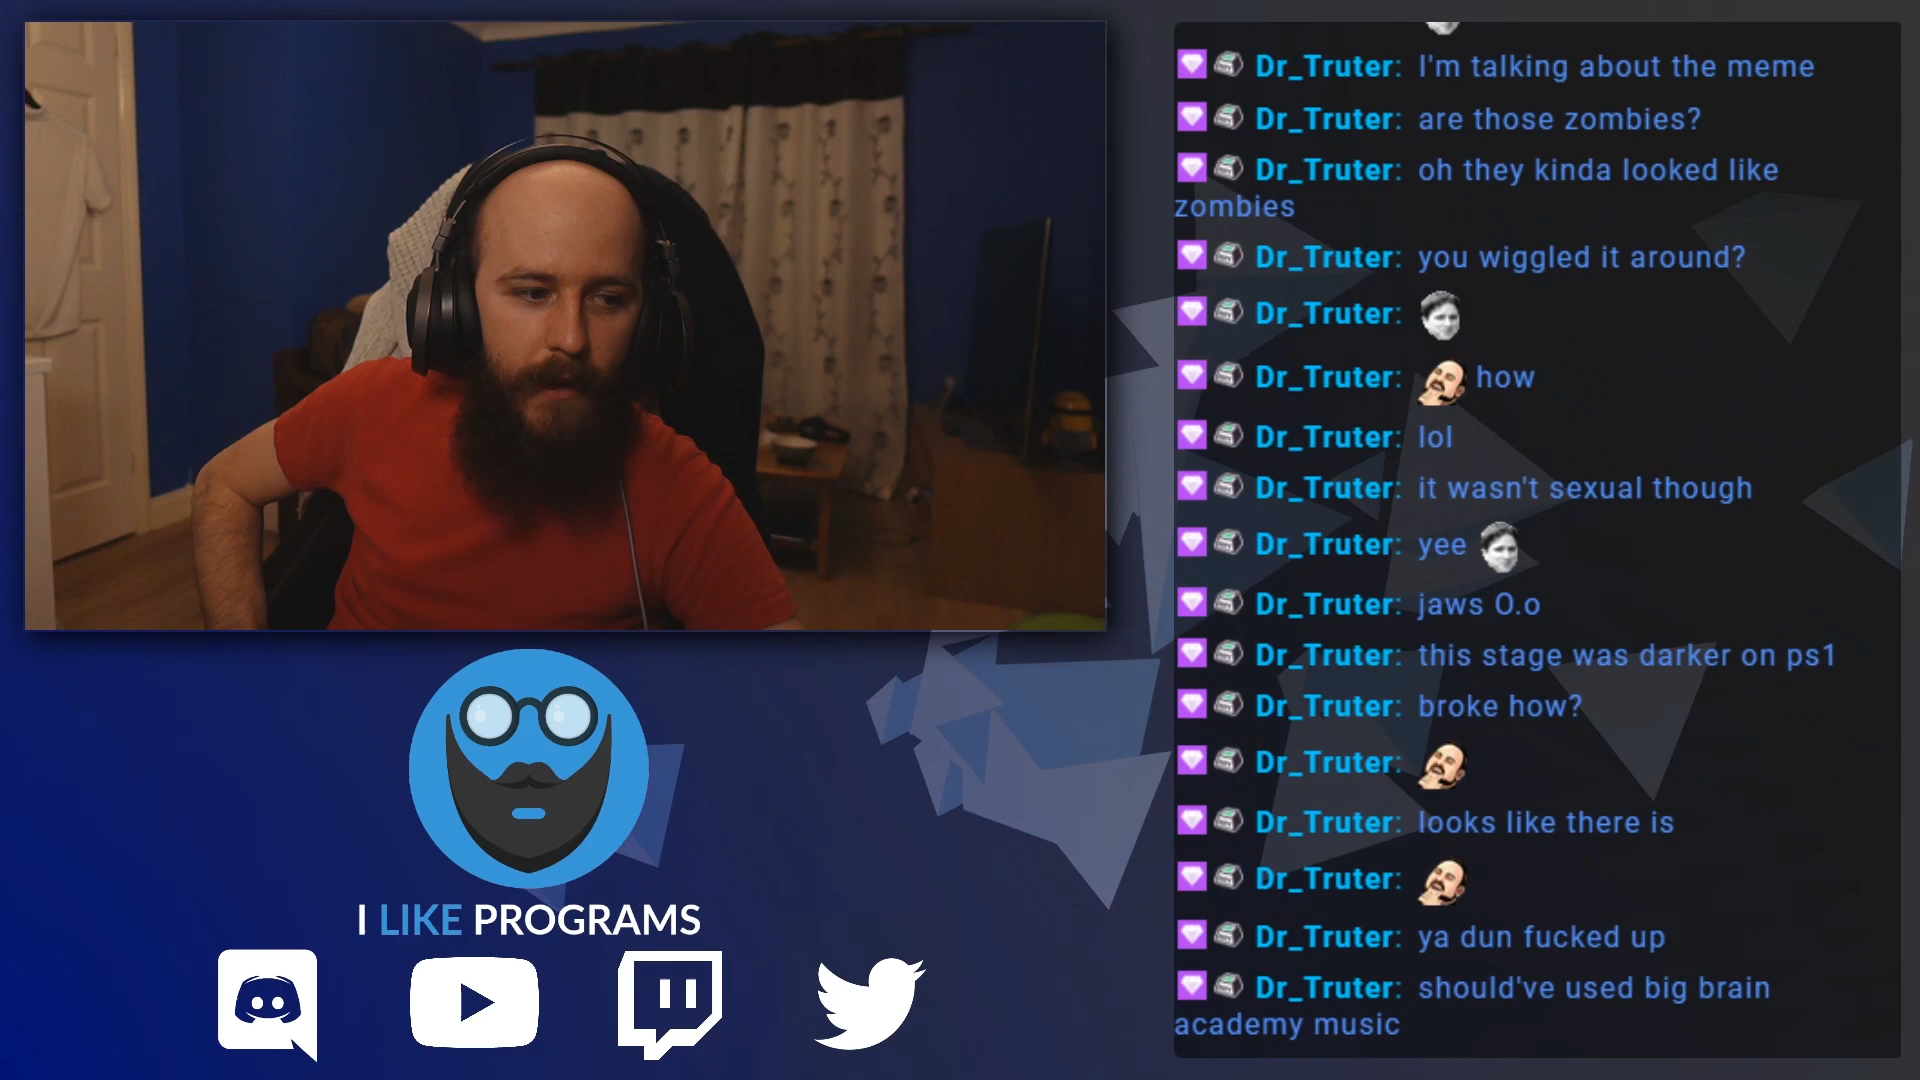 Dr_Truter: I'm talking about the meme
Dr_Truter: are those zombies?
Dr_Truter: oh they kinda looked like
zombies
Dr_Truter: you wiggled it around?
Dr_Truter:
Dr_Truter: how
Dr_Truter: lol
Dr_Truter: it wasn't sexual though
Dr_Truter: yee
Dr_Truter: jaws O.o
Dr_Truter: this stage was darker on ps1
Dr_Truter: broke how?
Dr_Truter:
Dr_Truter: looks like there is
Dr_Truter:
Dr_Truter: ya dun fucked up
Dr_Truter: should've used big brain
academy music
I LIKE PROGRAMS